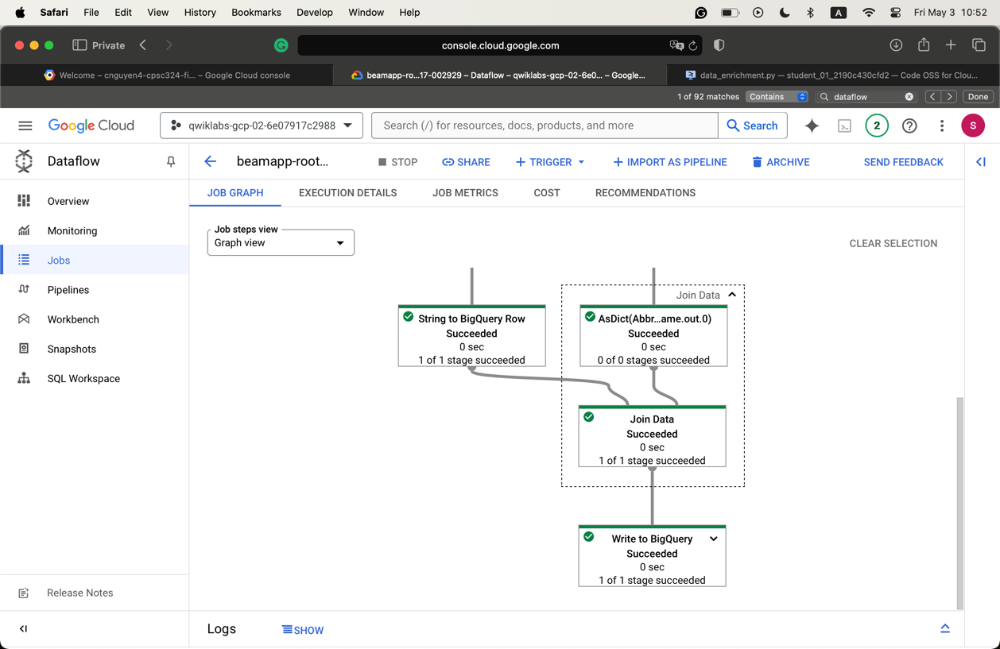 Safari File Edit View History Bookmarks Develop Window Help A Fri May 3 10:52
Private console.cloud.google.com
Welcome – cnguyen4-cpsc324-fi... – Google Cloud console
beamapp-ro...17-002929 – Dataflow – qwiklabs-gcp-02-6e0... – Google...
data_enrichment.py — student_01_2190c430cfd2 — Code OSS for Clou...
1 of 92 matches Contains dataflow Done
Google Cloud qwiklabs-gcp-02-6e07917c2988 Search (/) for resources, docs, products, and more Search 2 S
Dataflow
beamapp-root... STOP SHARE TRIGGER IMPORT AS PIPELINE ARCHIVE SEND FEEDBACK
JOB GRAPH EXECUTION DETAILS JOB METRICS COST RECOMMENDATIONS
Overview
Monitoring
Jobs
Pipelines
Workbench
Snapshots
SQL Workspace
Release Notes
Job steps view
Graph view
CLEAR SELECTION
Join Data
String to BigQuery Row
Succeeded
0 sec
1 of 1 stage succeeded
AsDict(Abbr...ame.out.0)
Succeeded
0 sec
0 of 0 stages succeeded
Join Data
Succeeded
0 sec
1 of 1 stage succeeded
Write to BigQuery
Succeeded
0 sec
1 of 1 stage succeeded
Logs SHOW